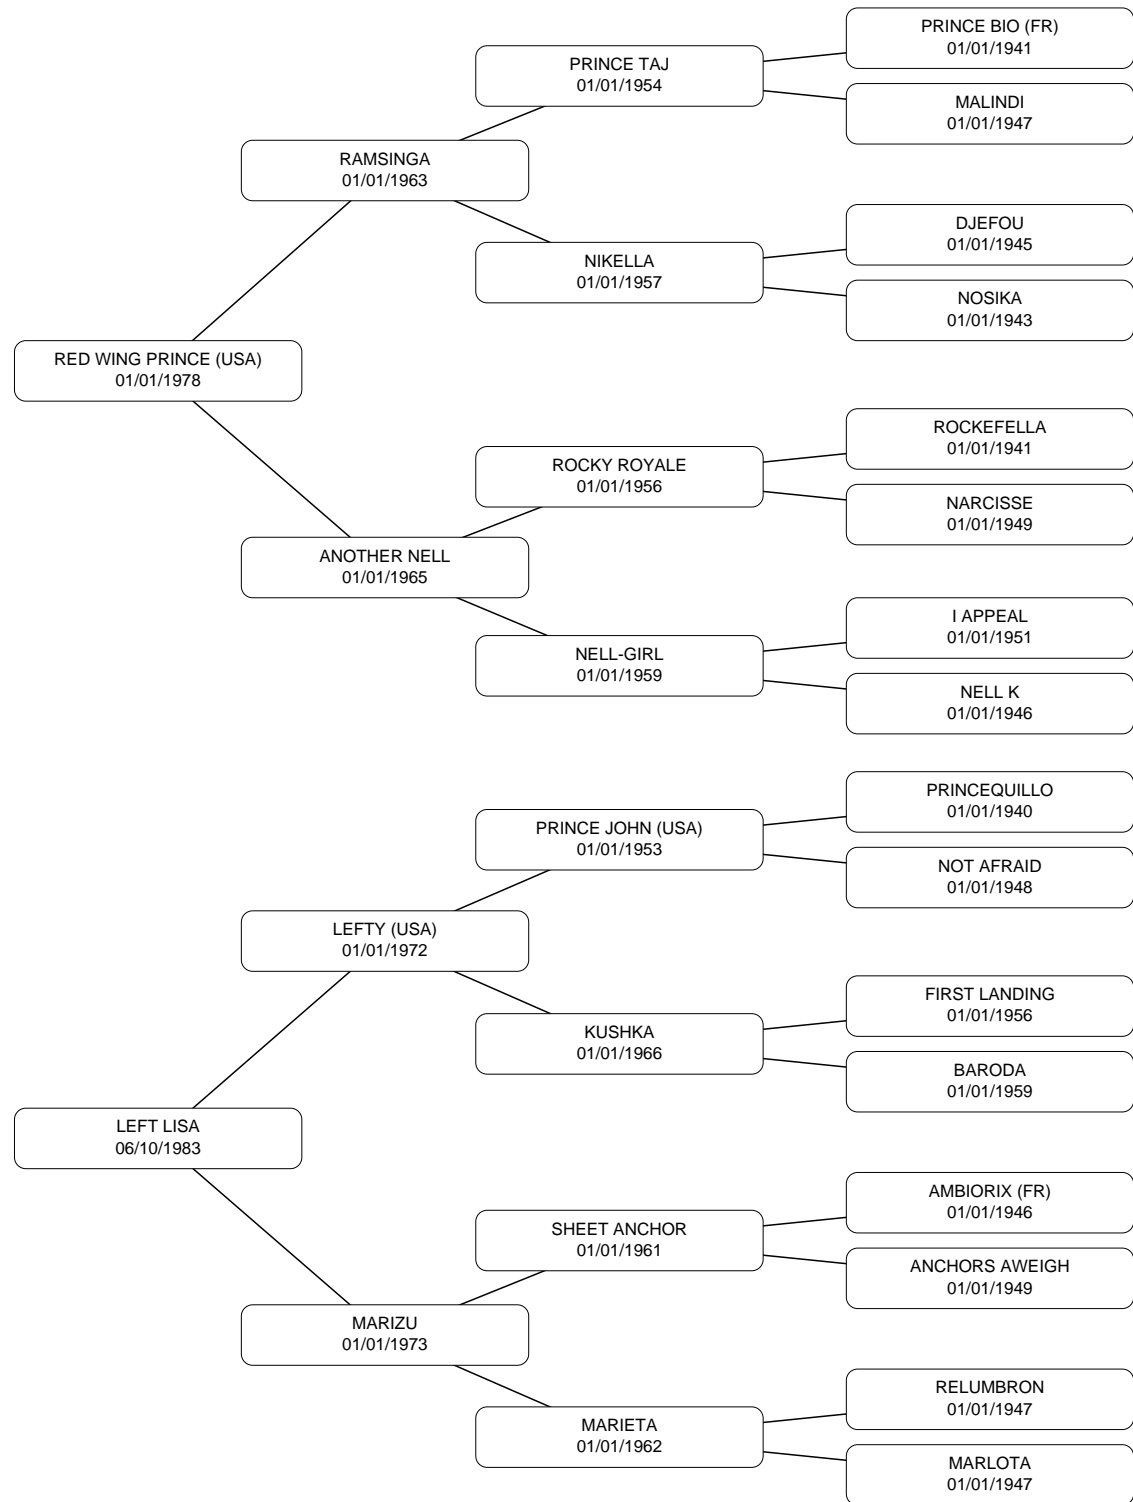 PRINCE BIO (FR)
01/01/1941
PRINCE TAJ
01/01/1954
MALINDI
01/01/1947
RAMSINGA
01/01/1963
DJEFOU
01/01/1945
NIKELLA
01/01/1957
NOSIKA
01/01/1943
RED WING PRINCE (USA)
01/01/1978
ROCKEFELLA
01/01/1941
ROCKY ROYALE
01/01/1956
NARCISSE
01/01/1949
ANOTHER NELL
01/01/1965
I APPEAL
01/01/1951
NELL-GIRL
01/01/1959
NELL K
01/01/1946
PRINCEQUILLO
01/01/1940
PRINCE JOHN (USA)
01/01/1953
NOT AFRAID
01/01/1948
LEFTY (USA)
01/01/1972
FIRST LANDING
01/01/1956
KUSHKA
01/01/1966
BARODA
01/01/1959
LEFT LISA
06/10/1983
AMBIORIX (FR)
01/01/1946
SHEET ANCHOR
01/01/1961
ANCHORS AWEIGH
01/01/1949
MARIZU
01/01/1973
RELUMBRON
01/01/1947
MARIETA
01/01/1962
MARLOTA
01/01/1947